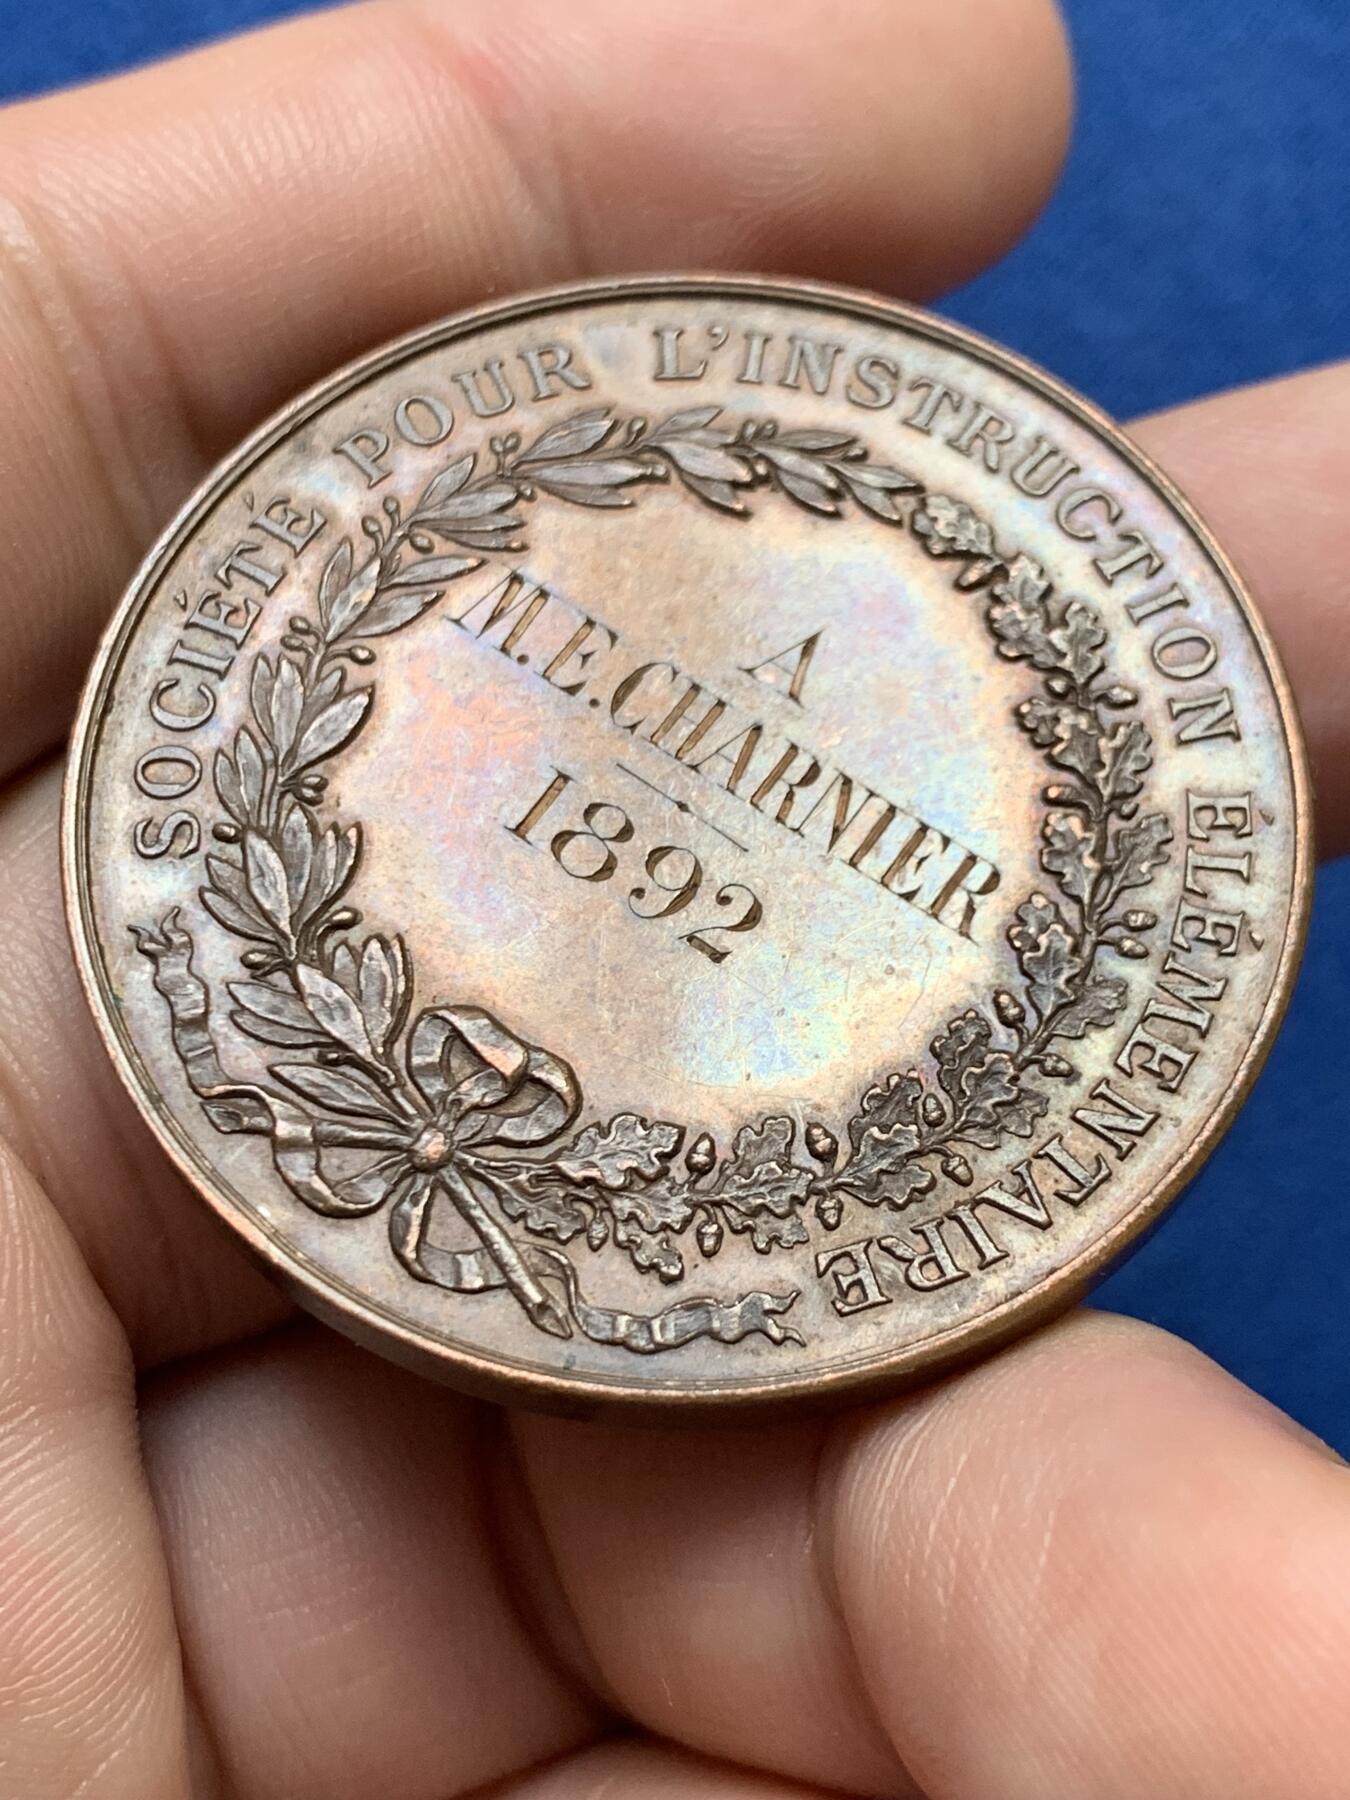 SOCIÉTÉ POUR L'INSTRUCTION ÉLÉMENTAIRE
A
M.E.CHARNIER
1892